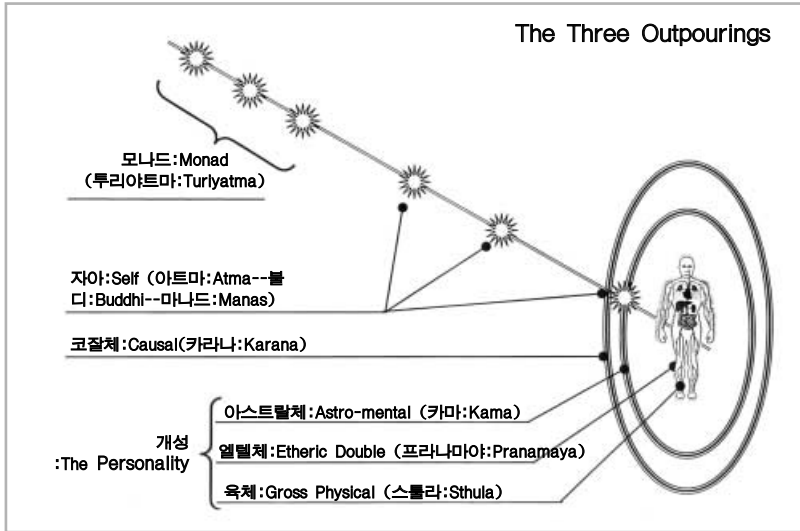 The Three Outpourings
모나드:Monad
(투리야트마:Turiyatma)
자아:Self (아트마:Atma--불
디:Buddhi--마나드:Manas)
코잘체:Causal(카라나:Karana)
아스트랄체:Astro-mental (카마:Kama)
개성
:The Personality
엘텔체:Etheric Double (프라나마야:Pranamaya)
육체:Gross Physical (스툴라:Sthula)